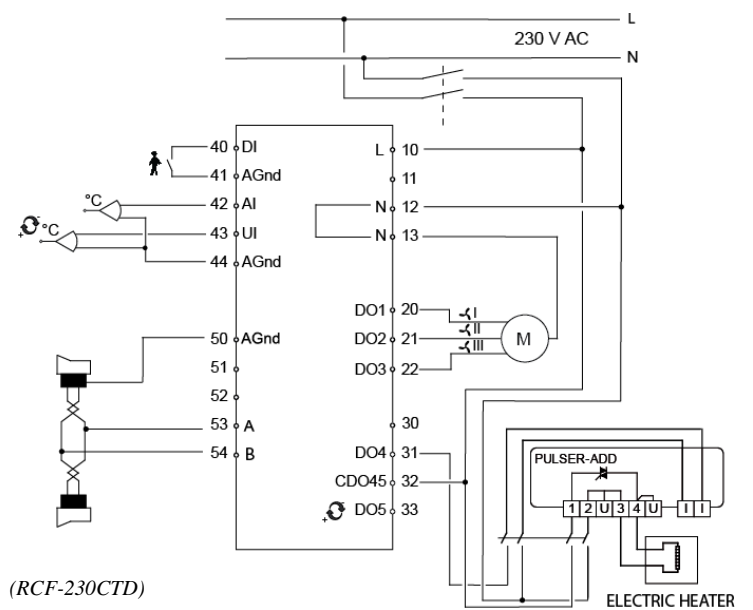 L
230 V AC
N
40 DI
41 AGnd
°C
42 AI
43 UI
°C
44 AGnd
50 AGnd
51
52
53 A
54 B
L 10
11
N 12
N 13
DO1 20
DO2 21
DO3 22
30
DO4 31
CDO45 32
DO5 33
I
II
III
M
PULSER-ADD
1 2 U 3 4 U I I
(RCF-230CTD)
ELECTRIC HEATER